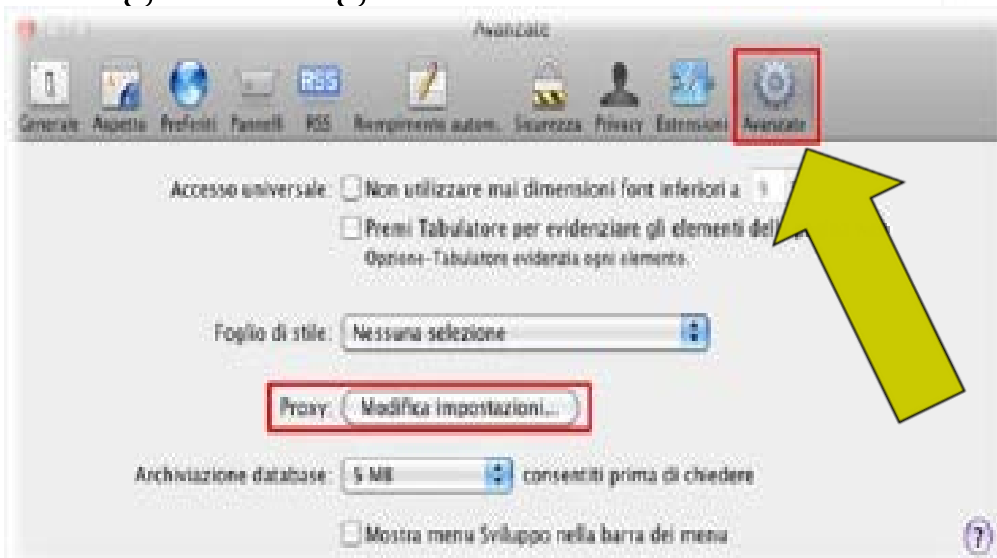 Avanzate
RSS
Generale Aspetto Preferiti Pannelli RSS Riempimento autom. Sicurezza Privacy Estensioni Avanzate
Accesso universale: Non utilizzare mai dimensioni font inferiori a 9
Premi Tabulatore per evidenziare gli elementi della
Opzione-Tabulatore evidenzia ogni elemento.
Foglio di stile: Nessuna selezione
Proxy: Modifica impostazioni...
Archiviazione database: 5 MB consentiti prima di chiedere
Mostra menu Sviluppo nella barra dei menu
?